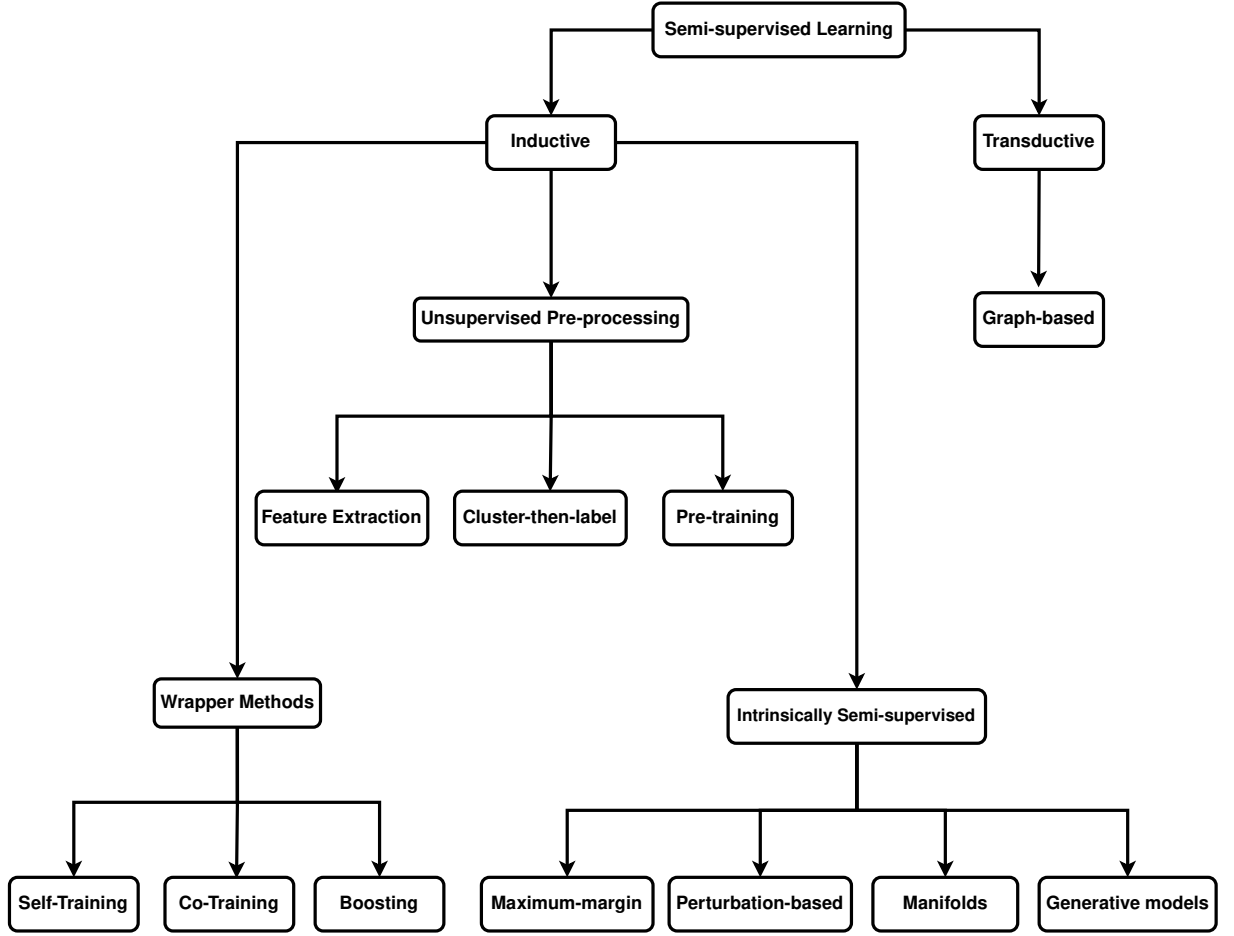 Semi-supervised Learning
Inductive
Transductive
Unsupervised Pre-processing
Graph-based
Feature Extraction
Cluster-then-label
Pre-training
Wrapper Methods
Intrinsically Semi-supervised
Self-Training
Co-Training
Boosting
Maximum-margin
Perturbation-based
Manifolds
Generative models